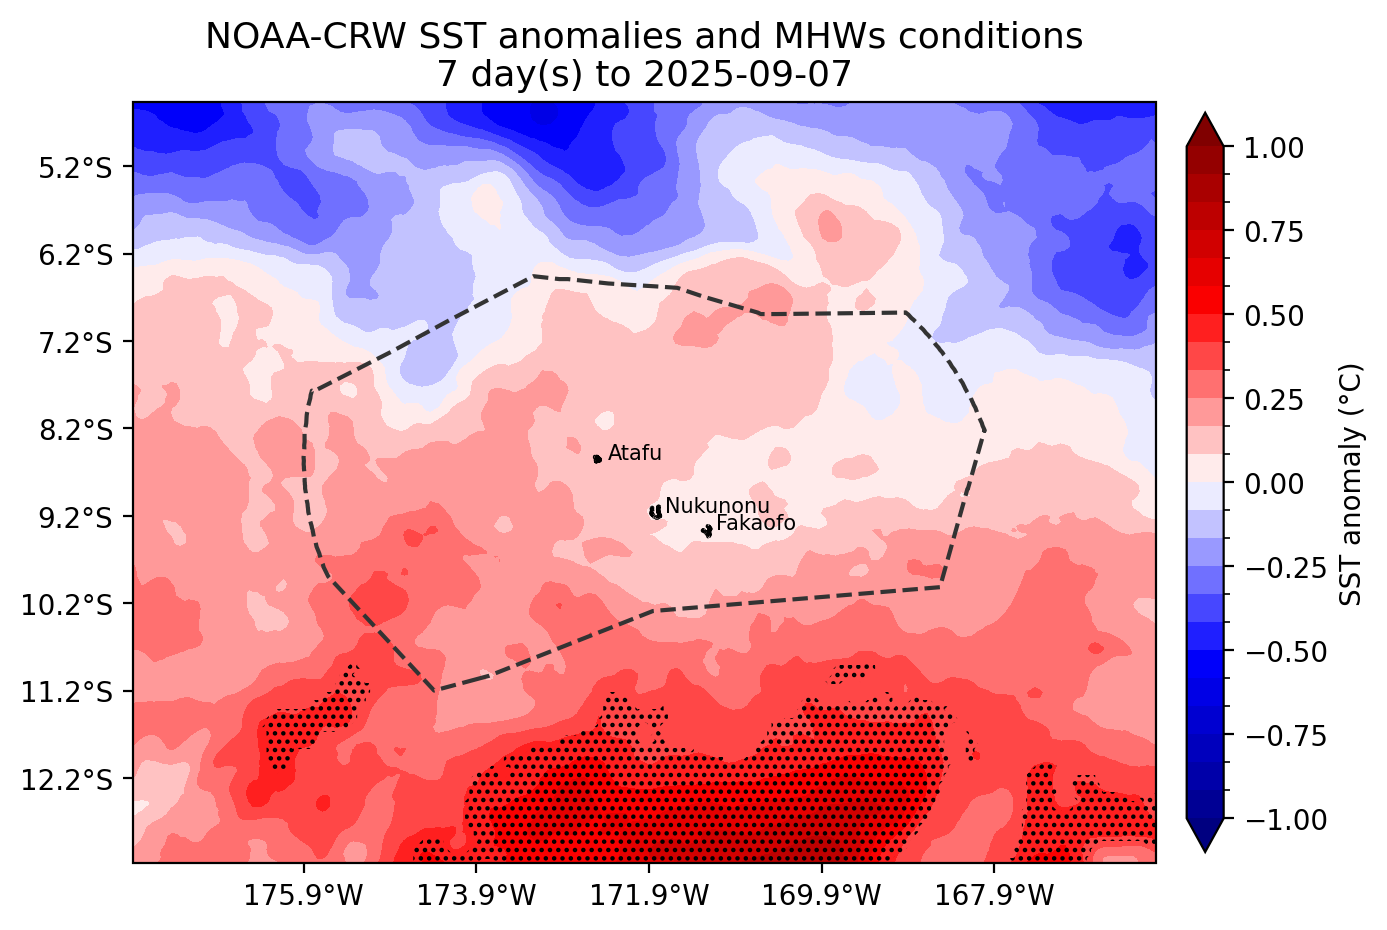 NOAA-CRW SST anomalies and MHWs conditions
7 day(s) to 2025-09-07
5.2°S
6.2°S
7.2°S
8.2°S
9.2°S
10.2°S
11.2°S
12.2°S
Atafu
Nukunonu
Fakaofo
175.9°W
173.9°W
171.9°W
169.9°W
167.9°W
1.00
0.75
0.50
0.25
0.00
−0.25
−0.50
−0.75
−1.00
SST anomaly (°C)